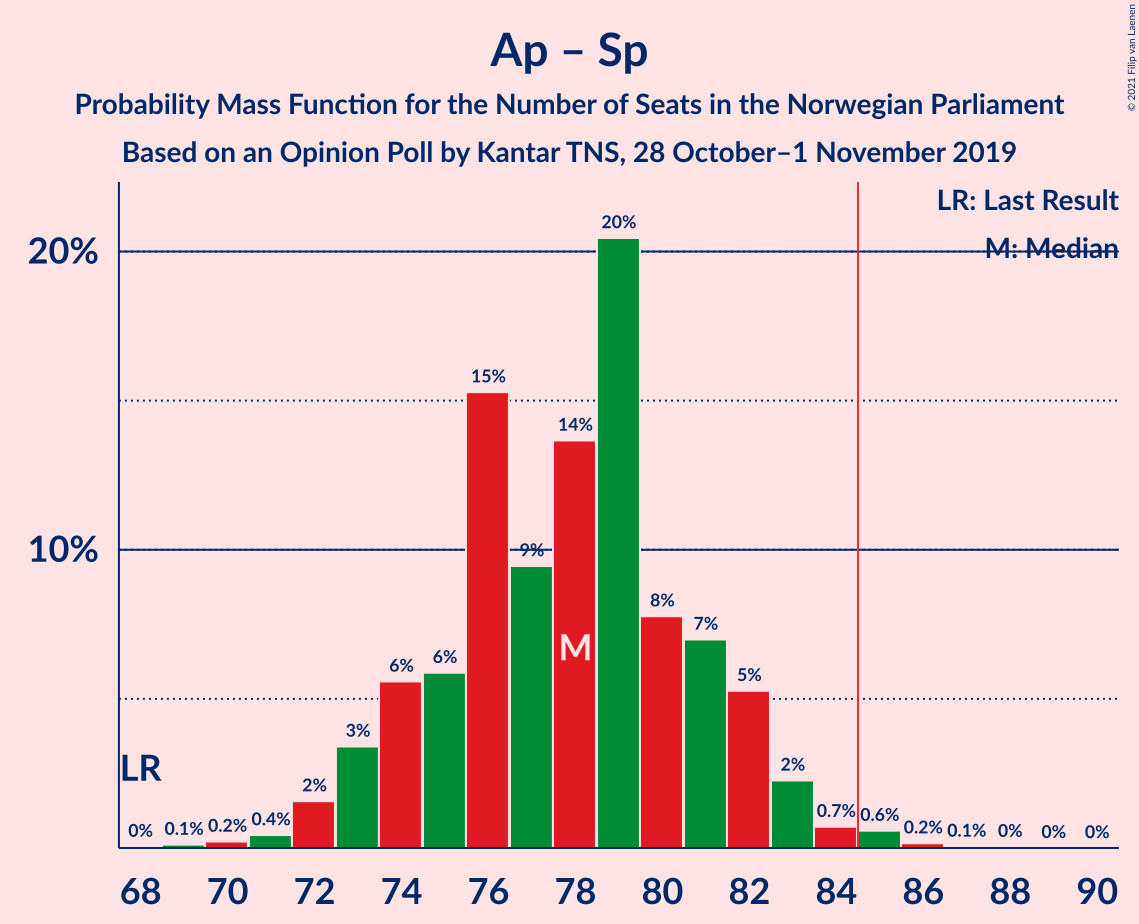 Ap – Sp
Probability Mass Function for the Number of Seats in the Norwegian Parliament
Based on an Opinion Poll by Kantar TNS, 28 October–1 November 2019
© 2021 Filip van Laenen
LR: Last Result
M: Median
20%
10%
0% 0.1% 0.2% 0.4% 2% 3% 6% 6% 15% 9% 14% 20% 8% 7% 5% 2% 0.7% 0.6% 0.2% 0.1% 0% 0% 0%
M
LR
68 70 72 74 76 78 80 82 84 86 88 90